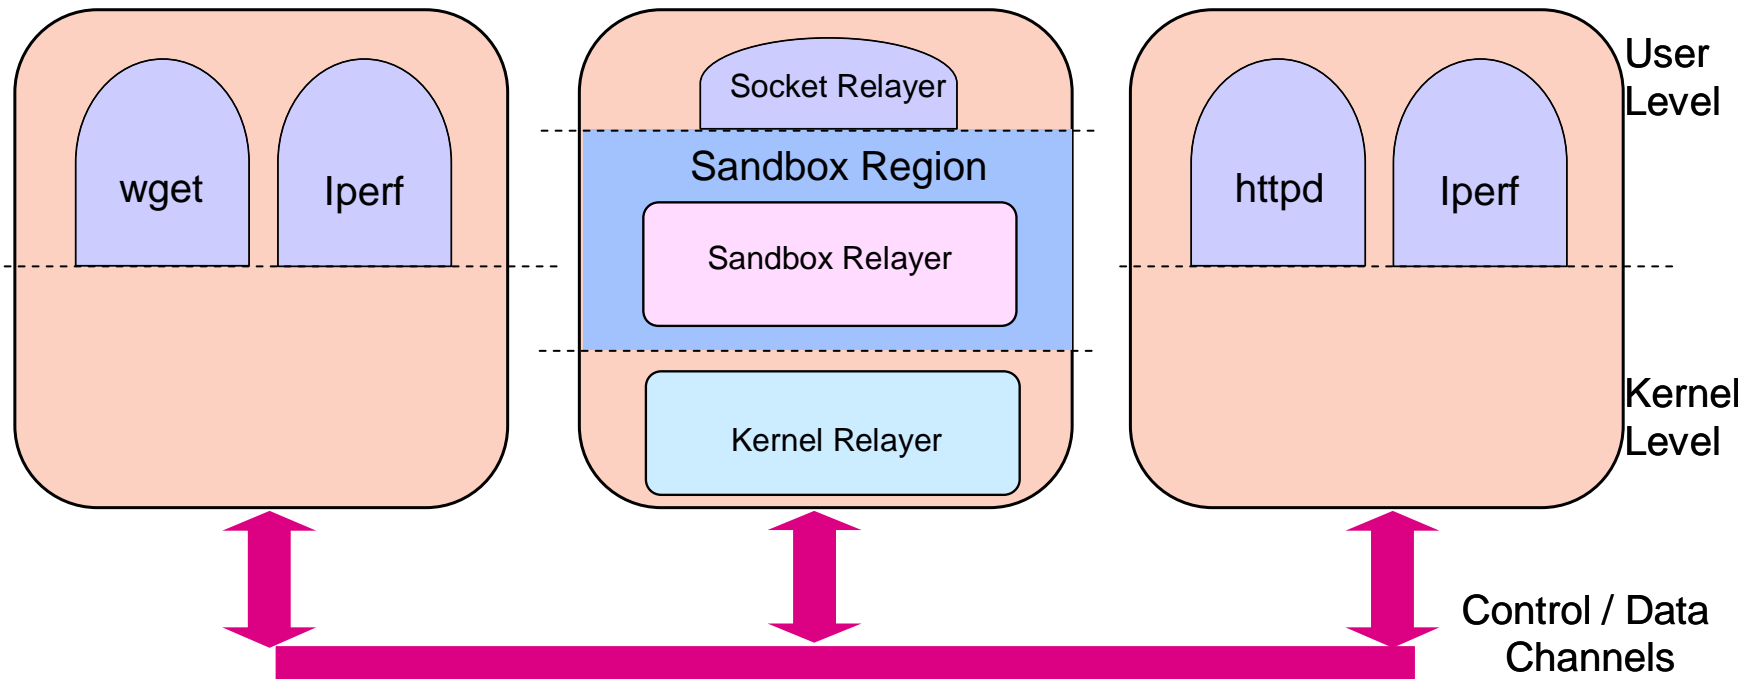 User
Level
Socket Relayer
Sandbox Region
wget
Iperf
httpd
Iperf
Sandbox Relayer
Kernel
Level
Kernel Relayer
Control / Data
Channels